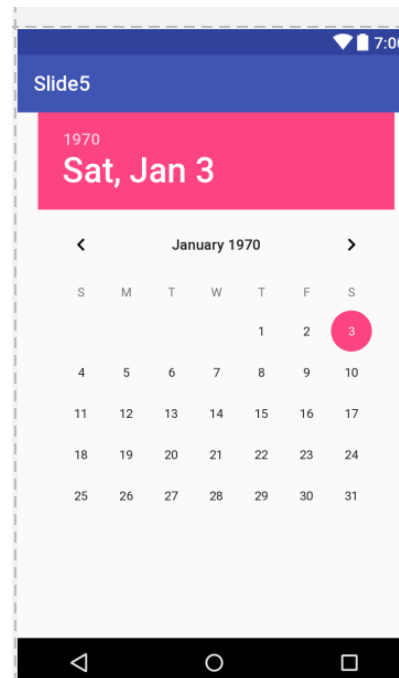 7:00
Slide5
1970
Sat, Jan 3
January 1970
S M T W T F S
1 2 3
4 5 6 7 8 9 10
11 12 13 14 15 16 17
18 19 20 21 22 23 24
25 26 27 28 29 30 31